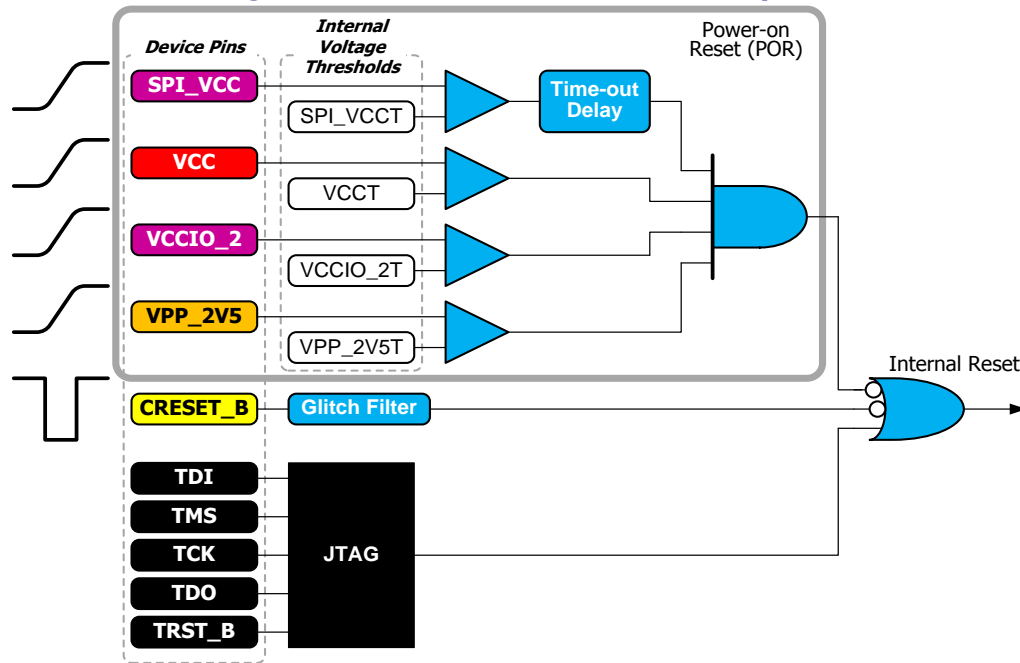 Device Pins
Internal
Voltage
Thresholds
Power-on
Reset (POR)
SPI_VCC
SPI_VCCT
Time-out
Delay
VCC
VCCT
VCCIO_2
VCCIO_2T
VPP_2V5
VPP_2V5T
Internal Reset
CRESET_B
Glitch Filter
TDI
TMS
TCK
TDO
TRST_B
JTAG